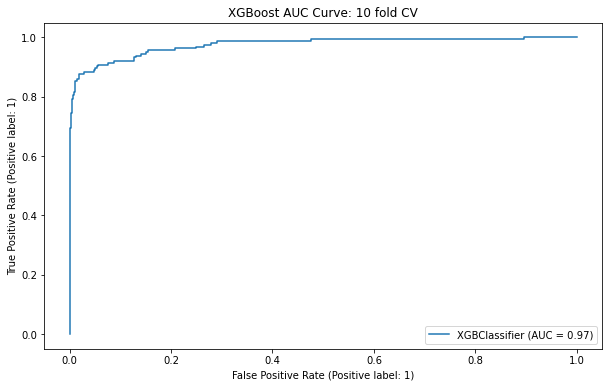 XGBoost AUC Curve: 10 fold CV
True Positive Rate (Positive label: 1)
1.0
0.8
0.6
0.4
0.2
0.0
XGBClassifier (AUC = 0.97)
0.0 0.2 0.4 0.6 0.8 1.0
False Positive Rate (Positive label: 1)